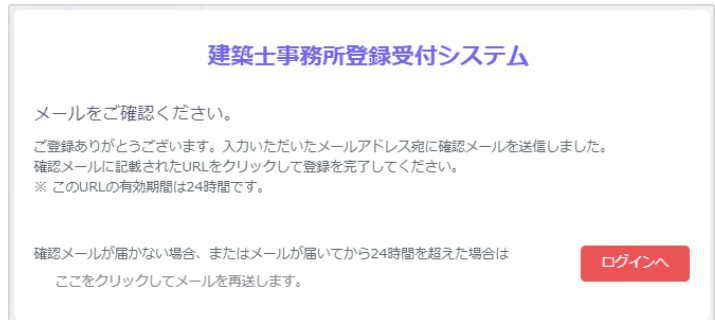 建築士事務所登録受付システム
メールをご確認ください。
ご登録ありがとうございます。入力いただいたメールアドレス宛に確認メールを送信しました。
確認メールに記載されたURLをクリックして登録を完了してください。
※ このURLの有効期間は24時間です。
確認メールが届かない場合、またはメールが届いてから24時間を超えた場合は
ここをクリックしてメールを再送します。
ログインへ